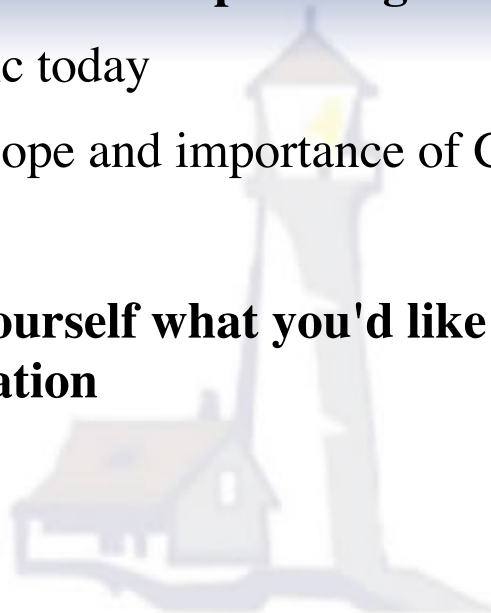 c today
ope and importance of
ourself what you'd like
ation